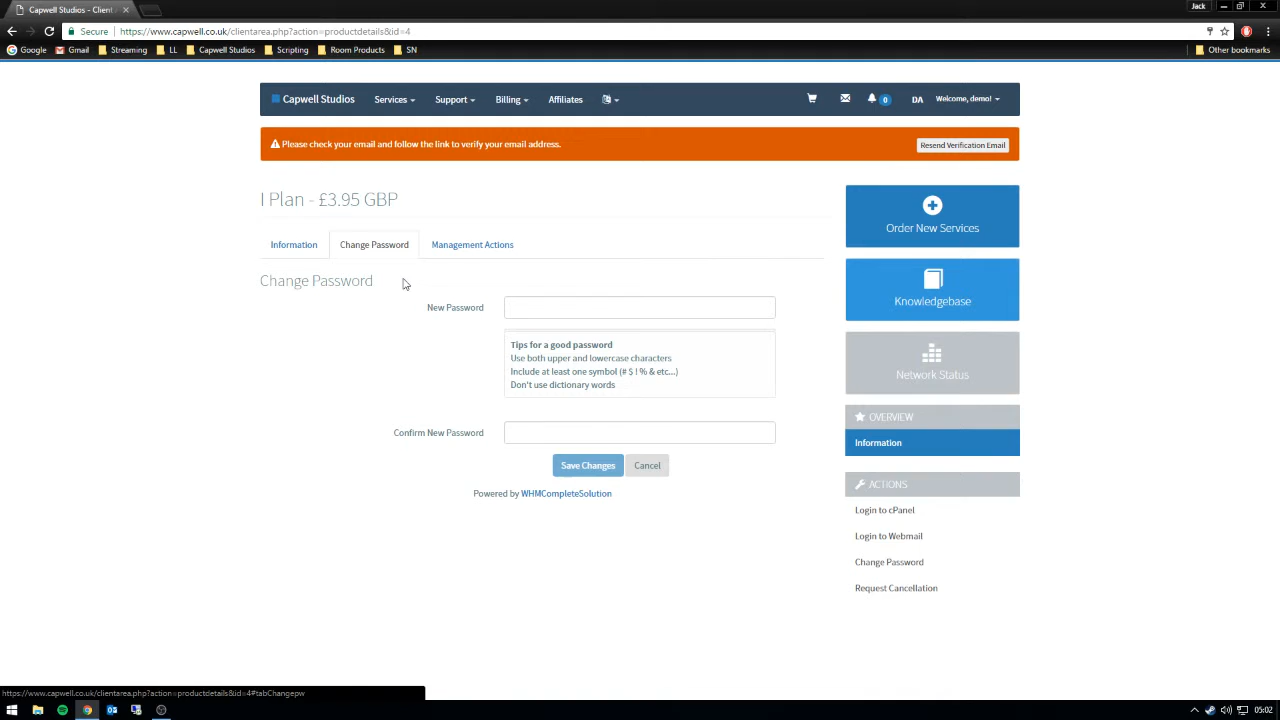 Capwell Studios - Client
Jack
Secure
https://www.capwell.co.uk/clientarea.php?action=productdetails&id=4
Google
Gmail
Streaming
LL
Capwell Studios
Scripting
Room Products
SN
Other bookmarks
Capwell Studios
Services
Support
Billing
Affiliates
0
DA
Welcome, demo!
Please check your email and follow the link to verify your email address.
Resend Verification Email
I Plan - £3.95 GBP
Information
Change Password
Management Actions
Change Password
New Password
Tips for a good password
Use both upper and lowercase characters
Include at least one symbol (# $ ! % & etc...)
Don't use dictionary words
Confirm New Password
Save Changes
Cancel
Powered by WHMCompleteSolution
Order New Services
Knowledgebase
Network Status
OVERVIEW
Information
ACTIONS
Login to cPanel
Login to Webmail
Change Password
Request Cancellation
https://www.capwell.co.uk/clientarea.php?action=productdetails&id=4#tabChangepw
05:02